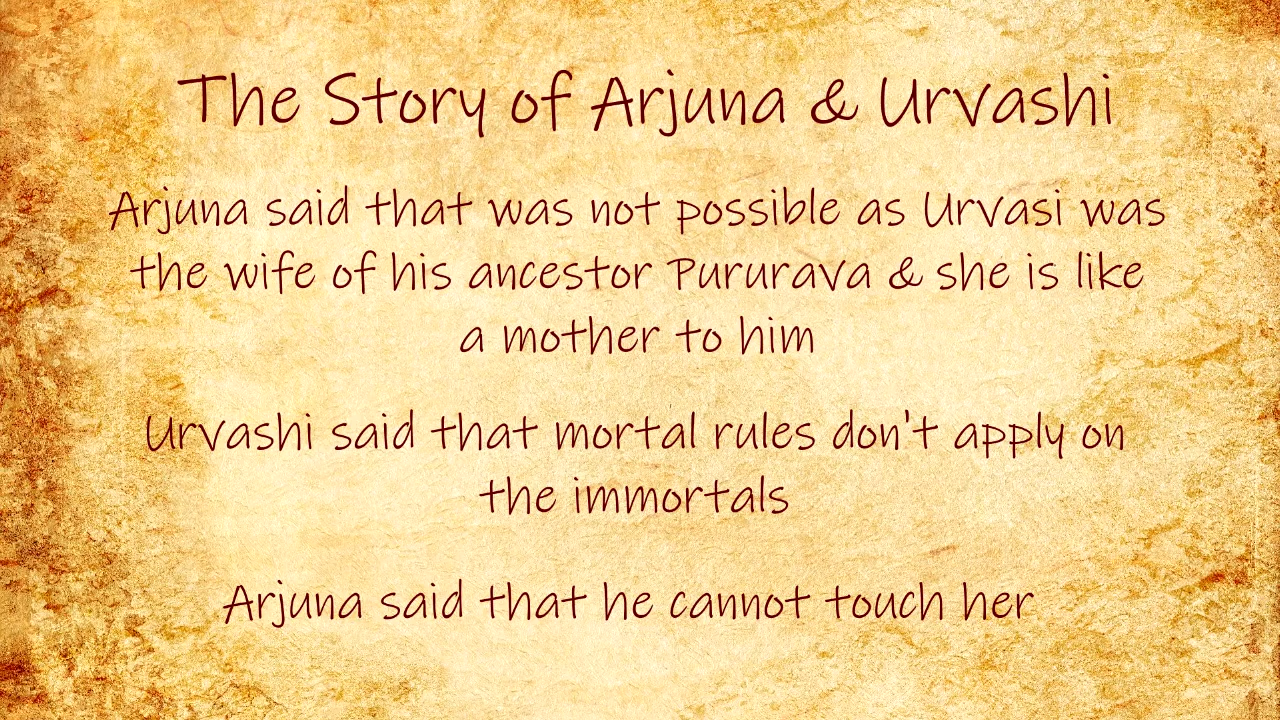 The Story of Arjuna & Urvashi
Arjuna said that was not possible as Urvasi was
the wife of his ancestor Pururava & she is like
a mother to him
Urvashi said that mortal rules don't apply on
the immortals
Arjuna said that he cannot touch her